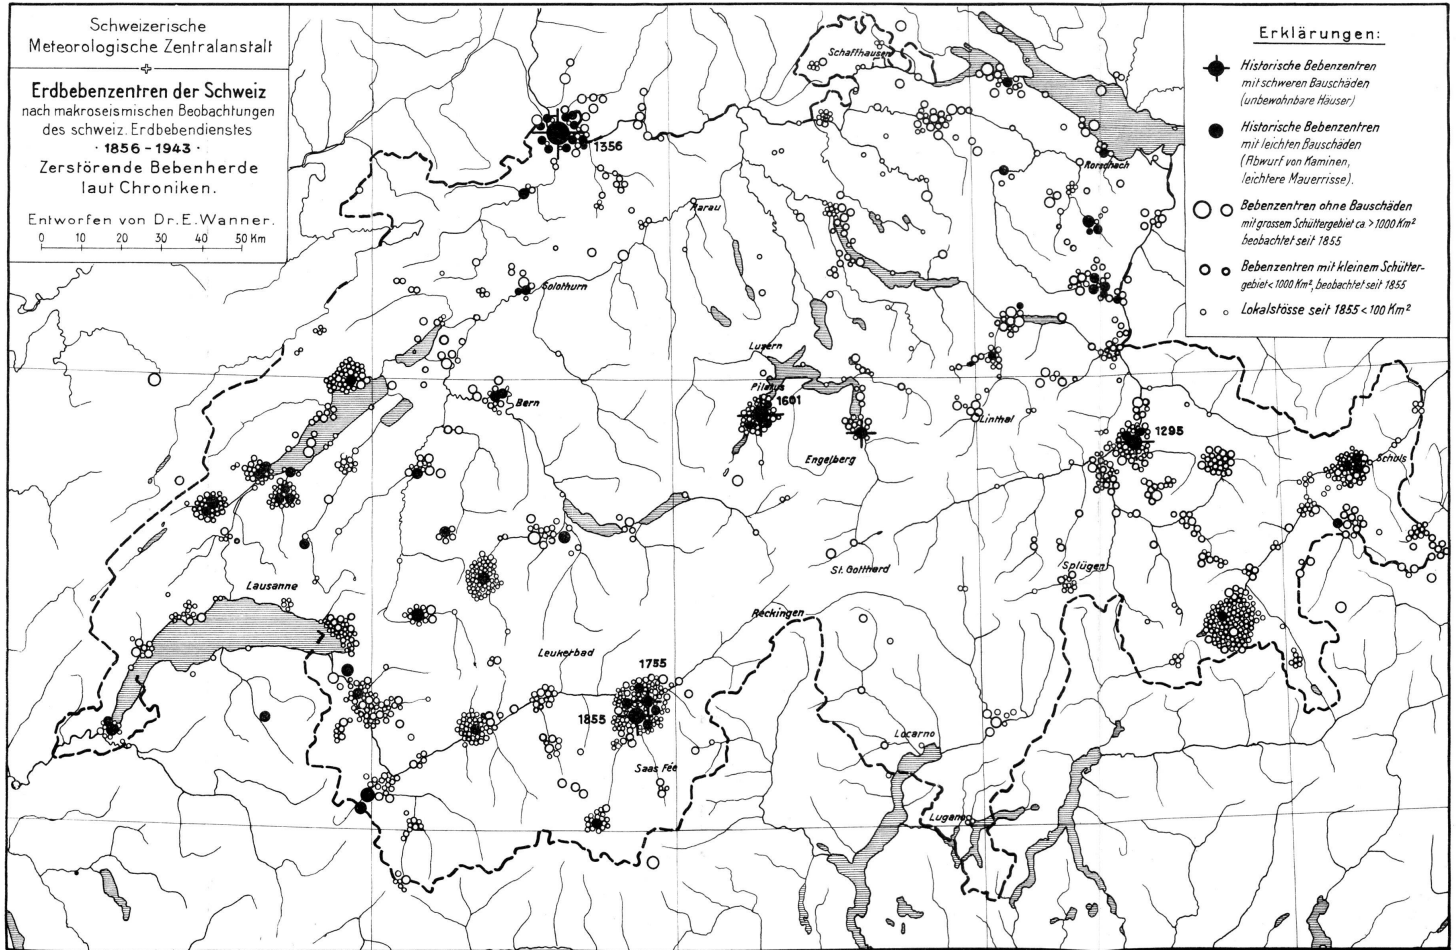 Schweizerische
Meteorologische Zentralanstalt
Erdbebenzentren der Schweiz
nach makroseismischen Beobachtungen
des schweiz. Erdbebendienstes
· 1856 - 1943 ·
Zerstörende Bebenherde
laut Chroniken.
Entworfen von Dr. E. Wanner.
0 10 20 30 40 50 Km
Erklärungen:
Historische Bebenzentren
mit schweren Bauschäden
(unbewohnbare Häuser)
Historische Bebenzentren
mit leichten Bauschäden
(Abwurf von Kaminen,
leichtere Mauerrisse).
Bebenzentren ohne Bauschäden
mit grossem Schüttergebiet ca. > 1000 Km²
beobachtet seit 1855
Bebenzentren mit kleinem Schütter-
gebiet < 1000 Km², beobachtet seit 1855
Lokalstösse seit 1855 < 100 Km²
Schaffhausen
1356
Rorschach
Aarau
Solothurn
Luzern
Pilatus
1601
Bern
Linthal
1295
Engelberg
Schuls
St. Gotthard
Splügen
Lausanne
Reckingen
Leukerbad
1755
1855
Locarno
Saas Fée
Lugano